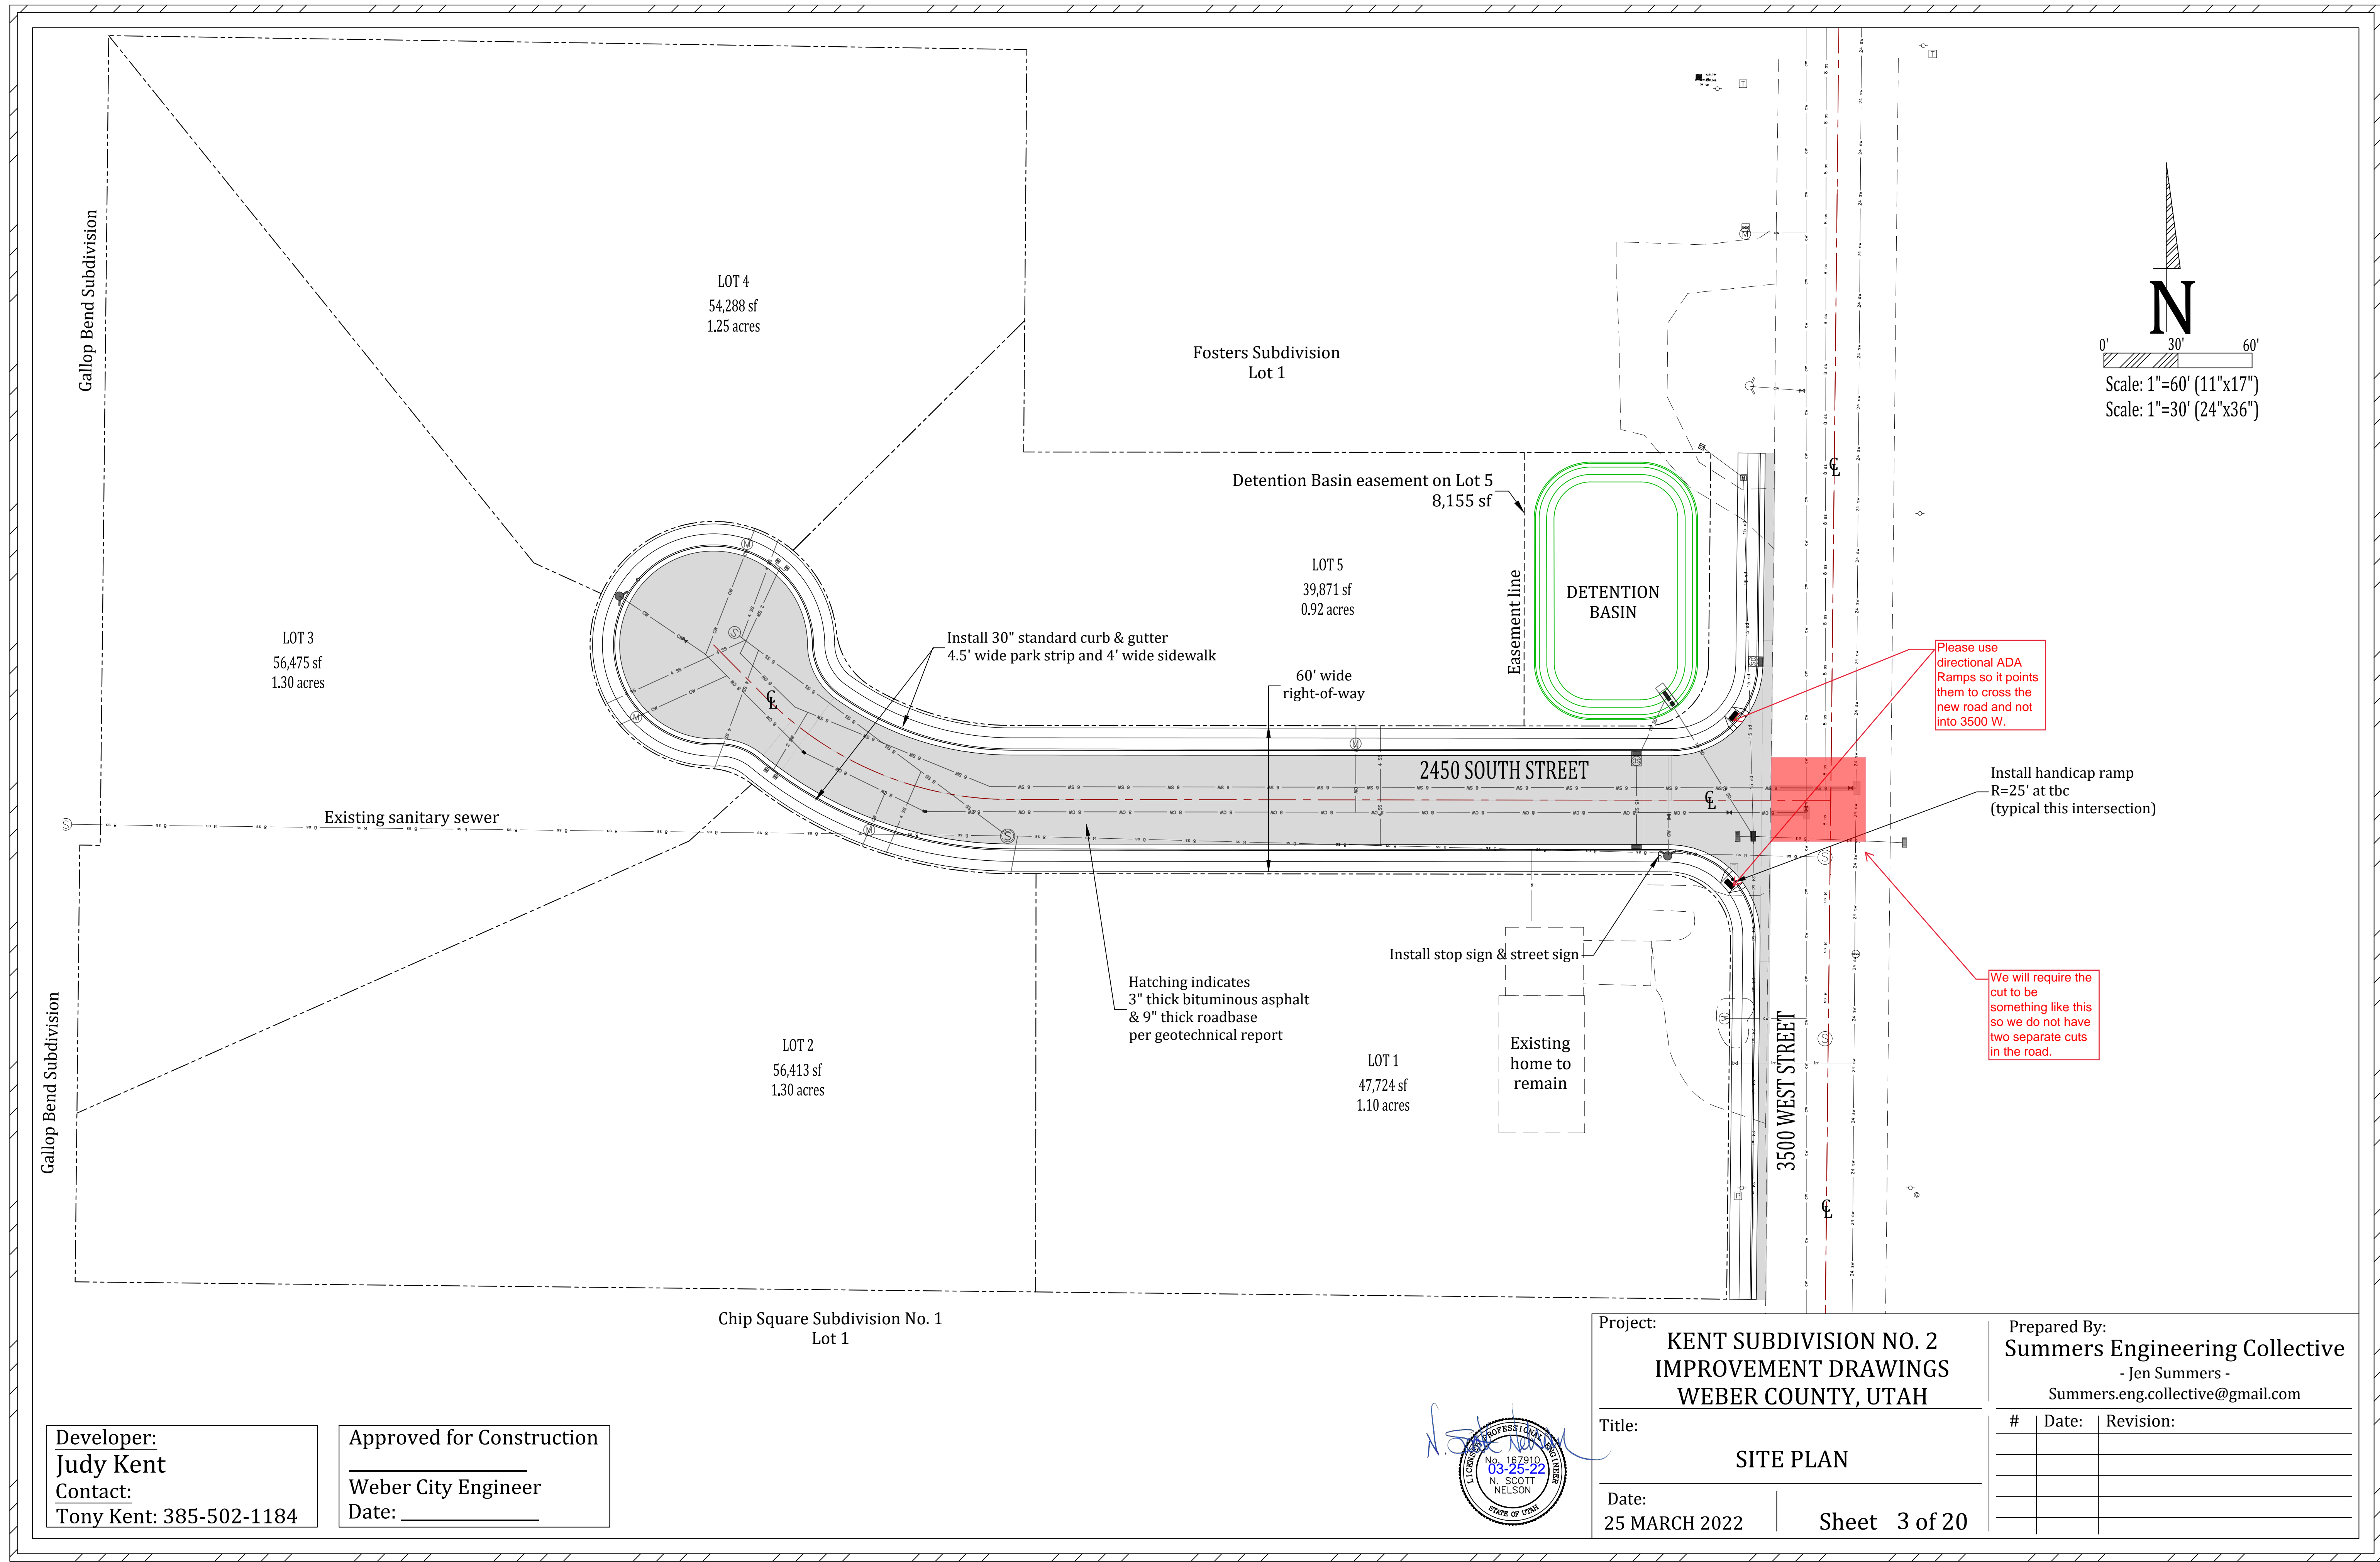 Gallop Bend Subdivision
LOT 4
54,288 sf
1.25 acres
Fosters Subdivision
Lot 1
N
0' 30' 60'
Scale: 1"=60' (11"x17")
Scale: 1"=30' (24"x36")
Detention Basin easement on Lot 5
8,155 sf
LOT 5
39,871 sf
0.92 acres
Easement line
DETENTION
BASIN
LOT 3
56,475 sf
1.30 acres
Install 30" standard curb & gutter
4.5' wide park strip and 4' wide sidewalk
60' wide
right-of-way
Please use
directional ADA
Ramps so it points
them to cross the
new road and not
into 3500 W.
2450 SOUTH STREET
Install handicap ramp
R=25' at tbc
(typical this intersection)
Existing sanitary sewer
Install stop sign & street sign
Hatching indicates
3" thick bituminous asphalt
& 9" thick roadbase
per geotechnical report
We will require the
cut to be
something like this
so we do not have
two separate cuts
in the road.
Gallop Bend Subdivision
LOT 2
56,413 sf
1.30 acres
LOT 1
47,724 sf
1.10 acres
Existing
home to
remain
3500 WEST STREET
Chip Square Subdivision No. 1
Lot 1
Developer:
Judy Kent
Contact:
Tony Kent: 385-502-1184
Approved for Construction
Weber City Engineer
Date:
LICENSED PROFESSIONAL ENGINEER
No. 167910
03-25-22
N. SCOTT
NELSON
STATE OF UTAH
Project:
KENT SUBDIVISION NO. 2
IMPROVEMENT DRAWINGS
WEBER COUNTY, UTAH
Title:
SITE PLAN
Date:
25 MARCH 2022
Sheet 3 of 20
Prepared By:
Summers Engineering Collective
- Jen Summers -
Summers.eng.collective@gmail.com
# Date: Revision: